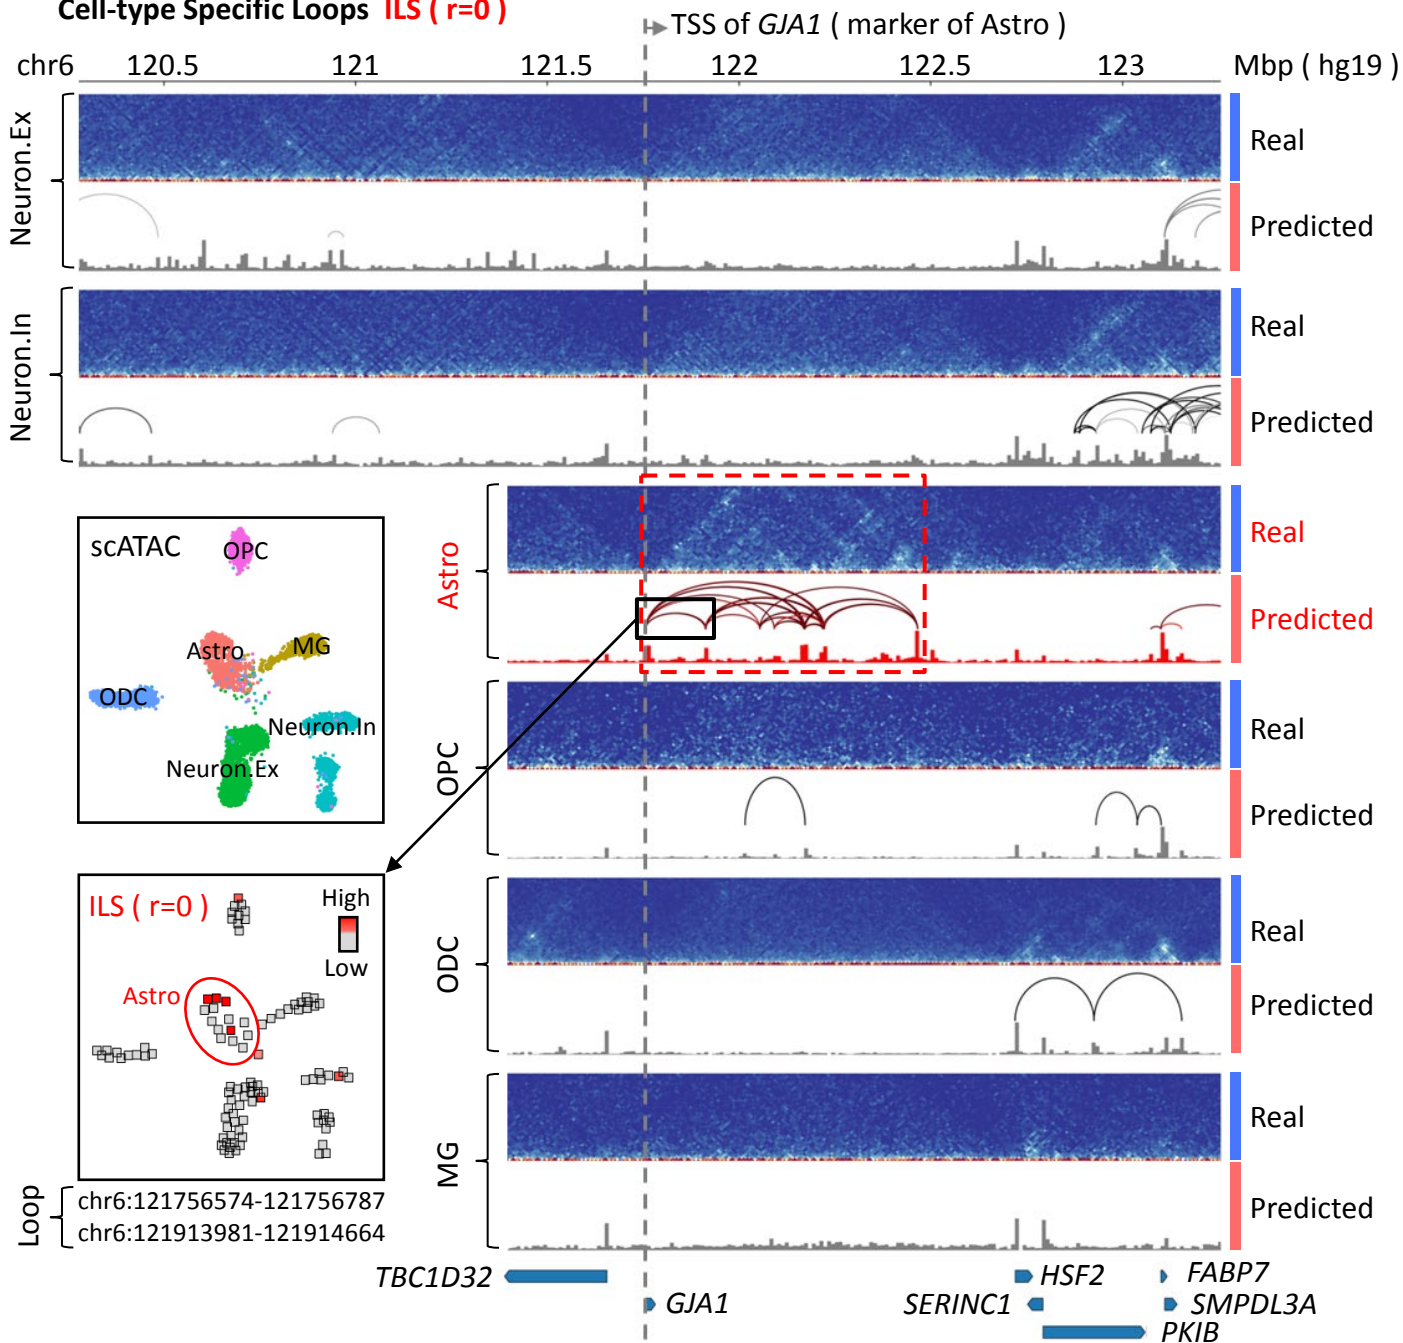 Cell-type Specific Loops ILS ( r=0 )
TSS of GJA1 ( marker of Astro )
chr6 120.5 121 121.5 122 122.5 123 Mbp ( hg19 )
Neuron.Ex
Real
Predicted
Neuron.In
Real
Predicted
scATAC
OPC
Astro
MG
ODC
Neuron.In
Neuron.Ex
Astro
Real
Predicted
OPC
Real
Predicted
ILS ( r=0 )
High
Low
Astro
ODC
Real
Predicted
MG
Real
Predicted
Loop
chr6:121756574-121756787
chr6:121913981-121914664
TBC1D32
HSF2
FABP7
GJA1
SERINC1
SMPDL3A
PKIB